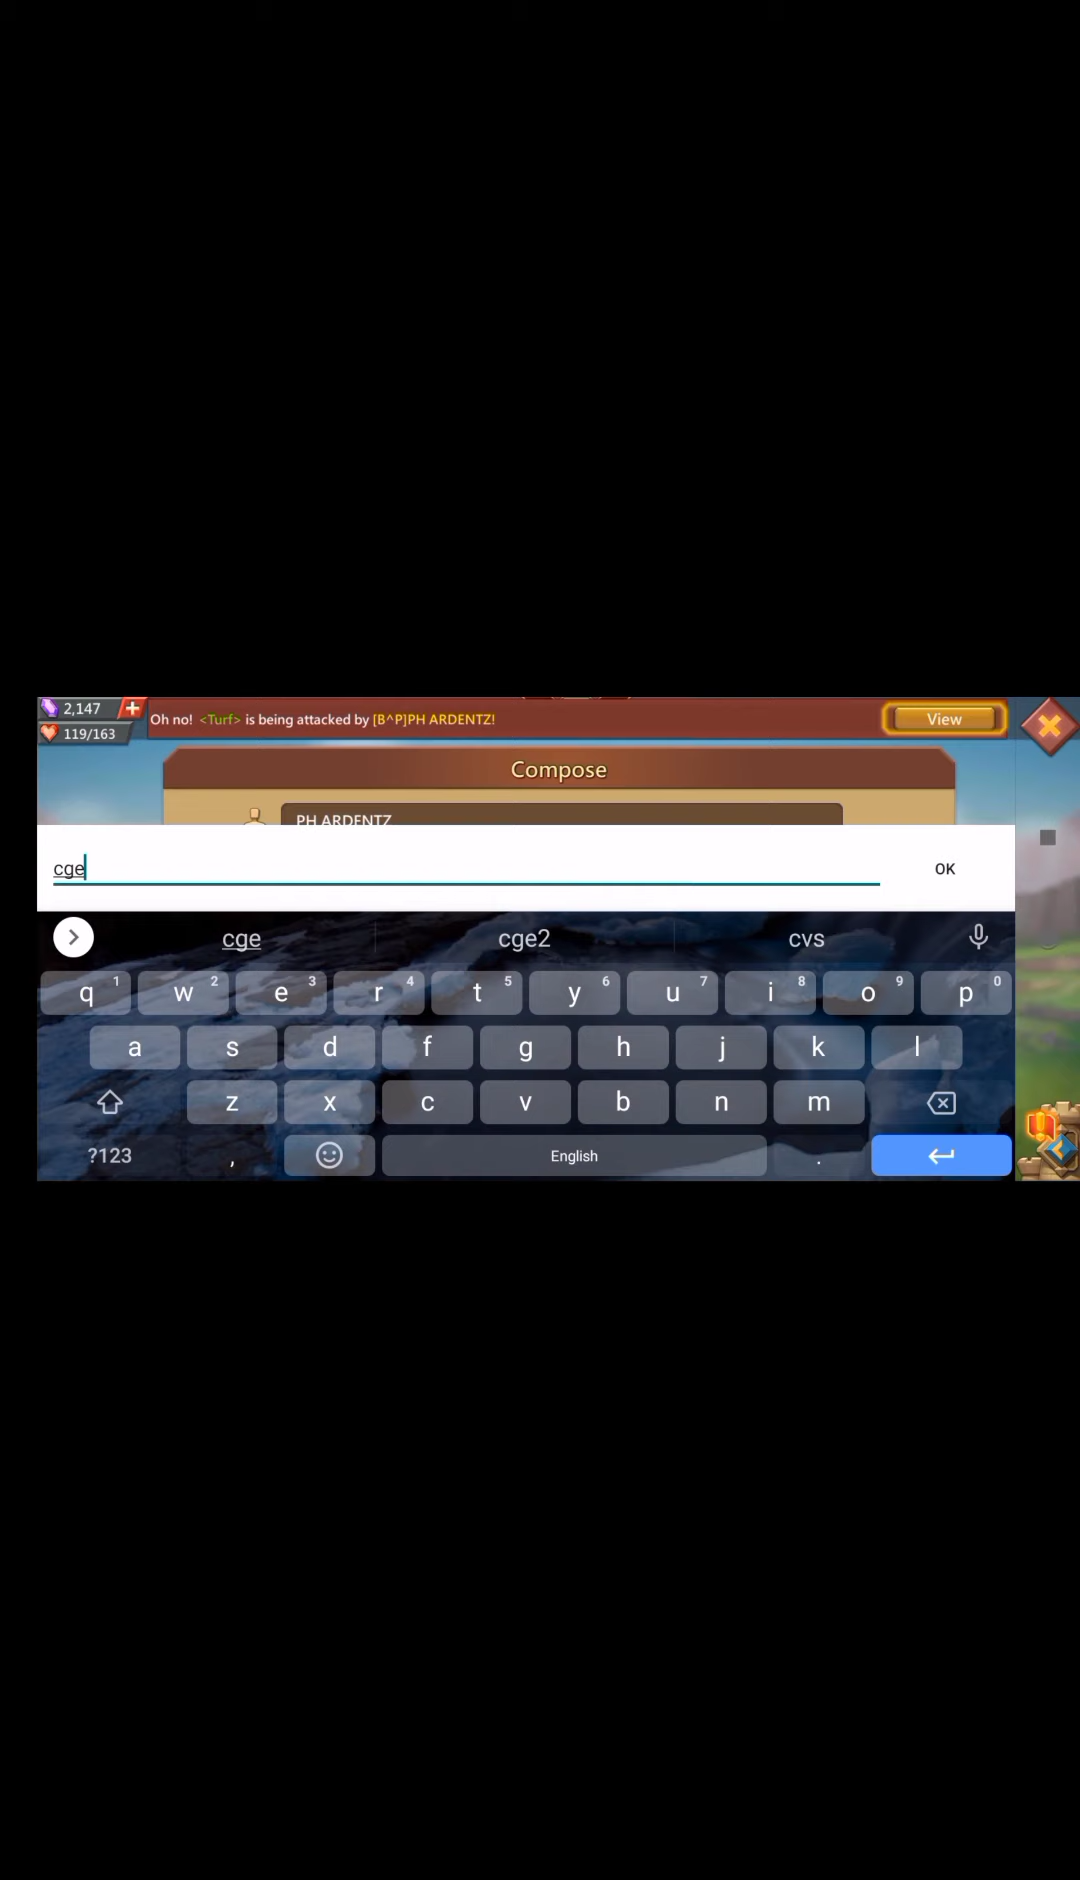 2,147
Oh no! <Turf> is being attacked by [B^P]PH ARDENTZ!
View
119/163
Compose
PH ARDENTZ
cge
OK
cge cge2 cvs
q 1 w 2 e 3 r 4 t 5 y 6 u 7 i 8 o 9 p 0
a s d f g h j k l
z x c v b n m
?123 , English .